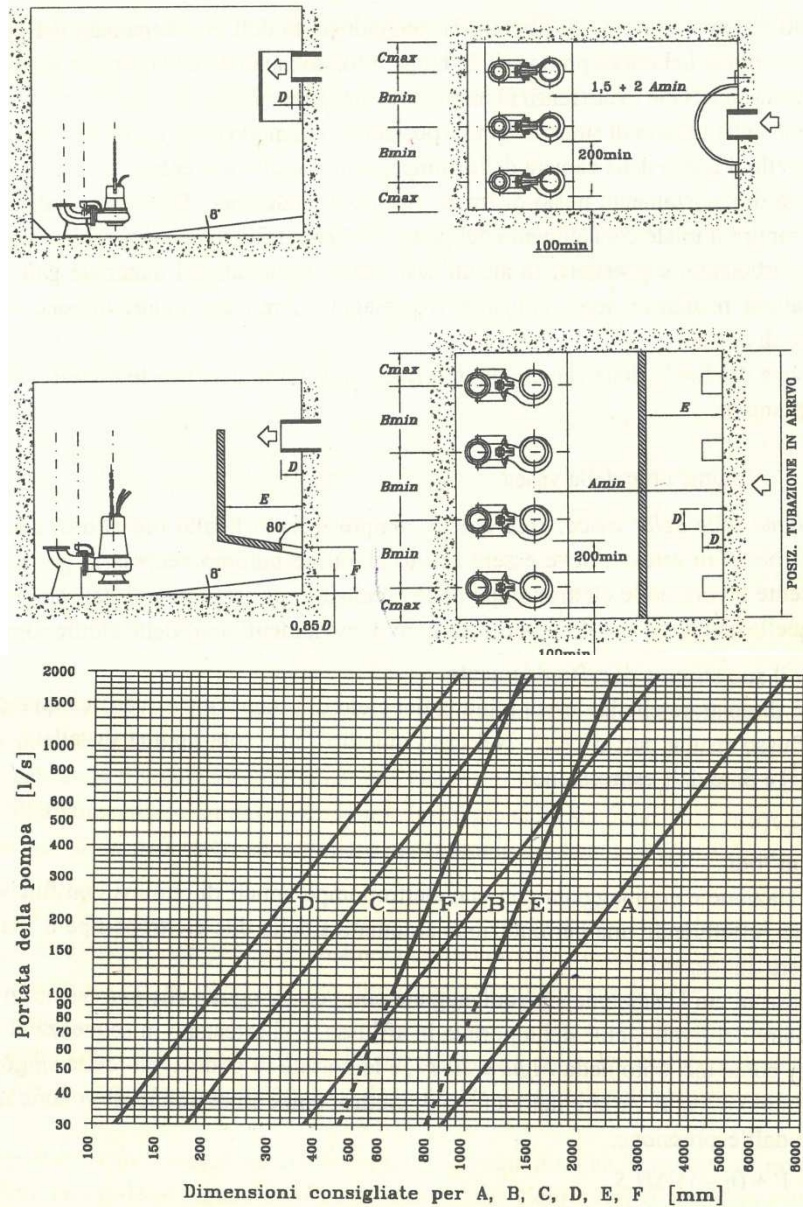 D
8°
Cmax
Bmin
Bmin
Cmax
1,5 + 2 Amin
200min
100min
D
E
80°
F
8°
0,85 D
Cmax
Bmin
Bmin
Bmin
Cmax
E
Amin
D
D
200min
100min
POSIZ. TUBAZIONE IN ARRIVO
Portata della pompa [l/s]
2000
1500
1000
800
600
500
400
300
200
150
100
90
80
70
60
50
40
30
D C F B E A
100 200 300 400 500 600 800 1000 1500 2000 3000 4000 5000 6000 8000
Dimensioni consigliate per A, B, C, D, E, F [mm]